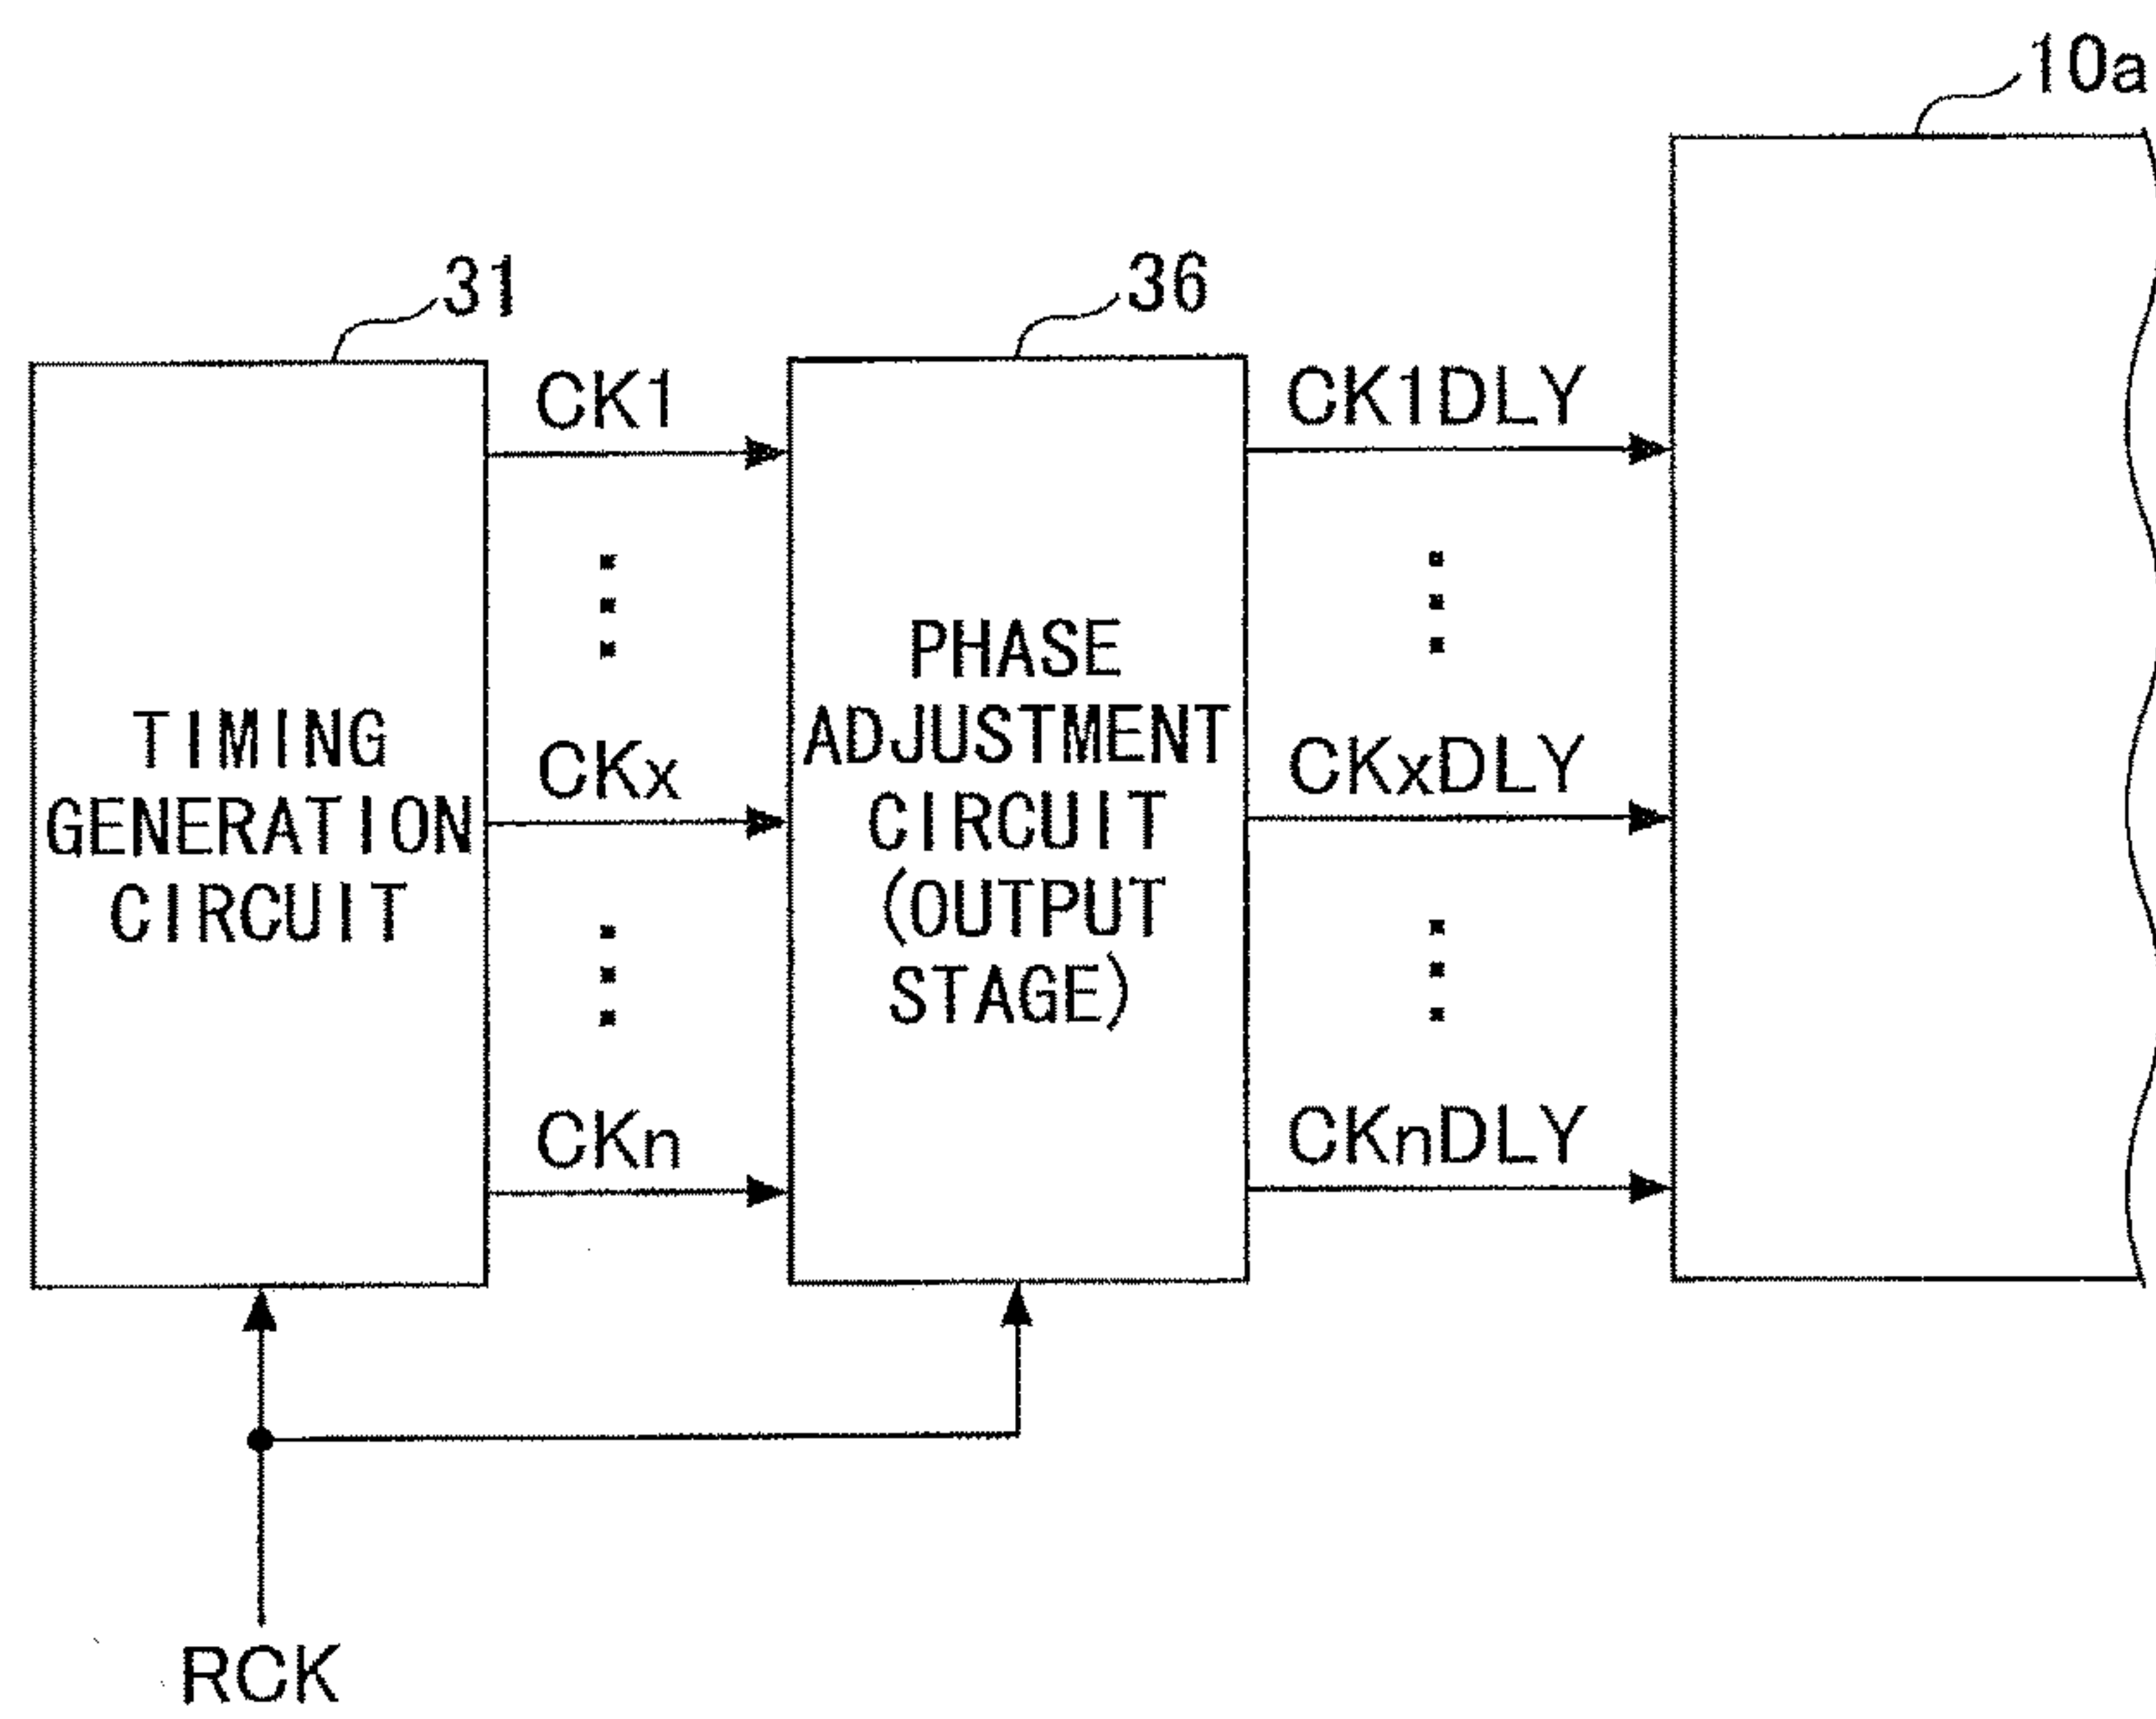 10a
31
36
CK1
CK1DLY
TIMING
GENERATION
CIRCUIT
CKx
PHASE
ADJUSTMENT
CIRCUIT
(OUTPUT
STAGE)
CKxDLY
CKn
CKnDLY
RCK